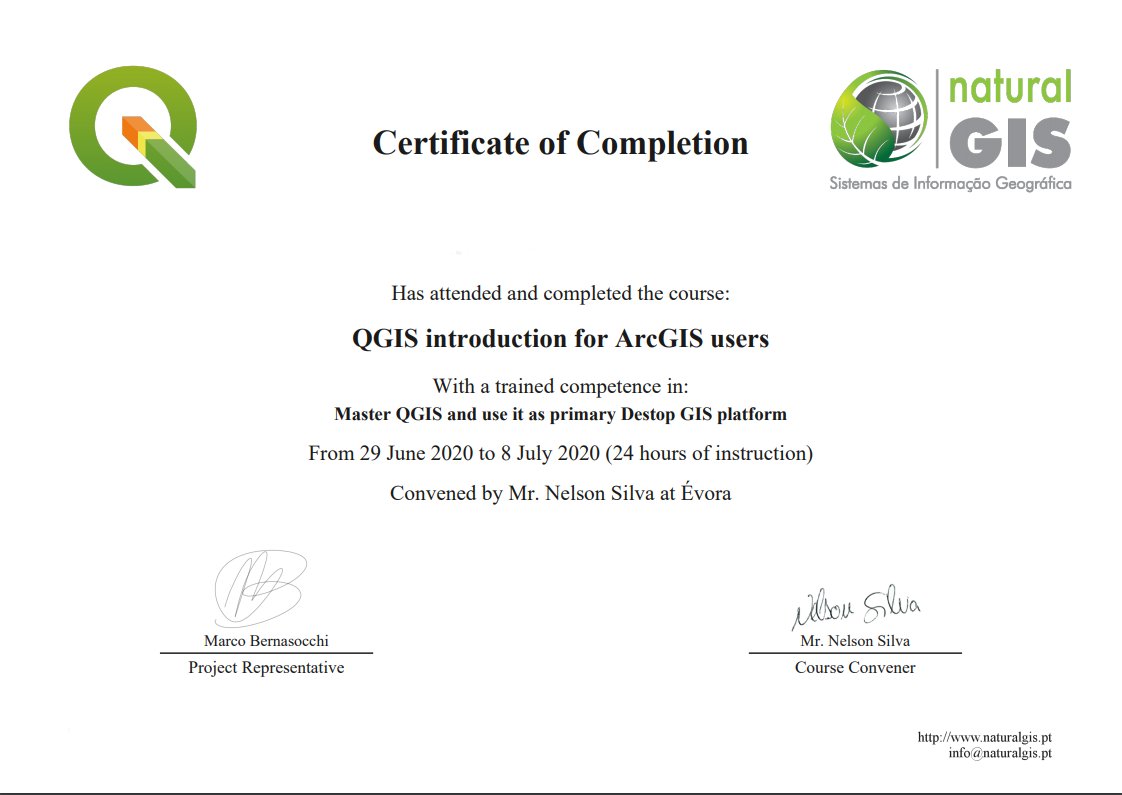 Certificate of Completion
natural
GIS
Sistemas de Informação Geográfica
Has attended and completed the course:
QGIS introduction for ArcGIS users
With a trained competence in:
Master QGIS and use it as primary Destop GIS platform
From 29 June 2020 to 8 July 2020 (24 hours of instruction)
Convened by Mr. Nelson Silva at Évora
Nelson Silva
Marco Bernasocchi
Project Representative
Mr. Nelson Silva
Course Convener
http://www.naturalgis.pt
info@naturalgis.pt